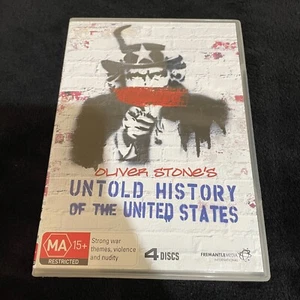 OLIVER STONE'S
UNTOLD HISTORY
OF THE UNITED STATES
MA 15+
RESTRICTED
Strong war
themes, violence
and nudity
4 DISCS
FREMANTLEMEDIA